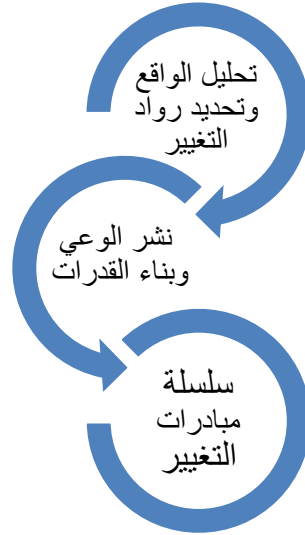 تحليل الواقع
وتحديد رواد
التغيير
نشر الوعي
وبناء القدرات
سلسلة
مبادرات
التغيير